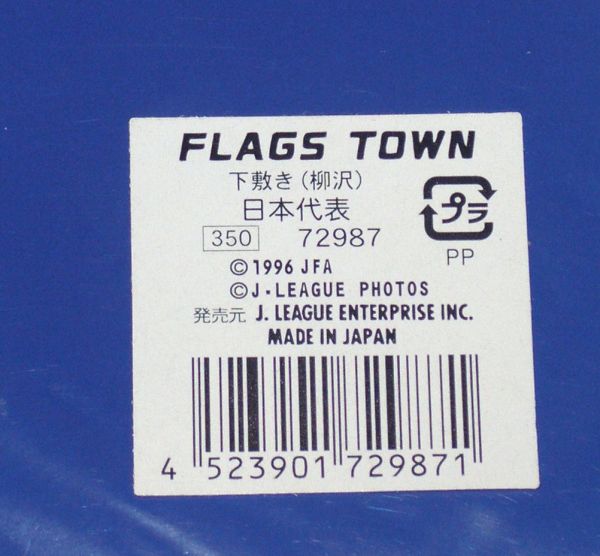 FLAGS TOWN
下敷き(柳沢)
日本代表
プラ
350 72987
PP
©1996 JFA
©J-LEAGUE PHOTOS
発売元 J. LEAGUE ENTERPRISE INC.
MADE IN JAPAN
4 523901 729871